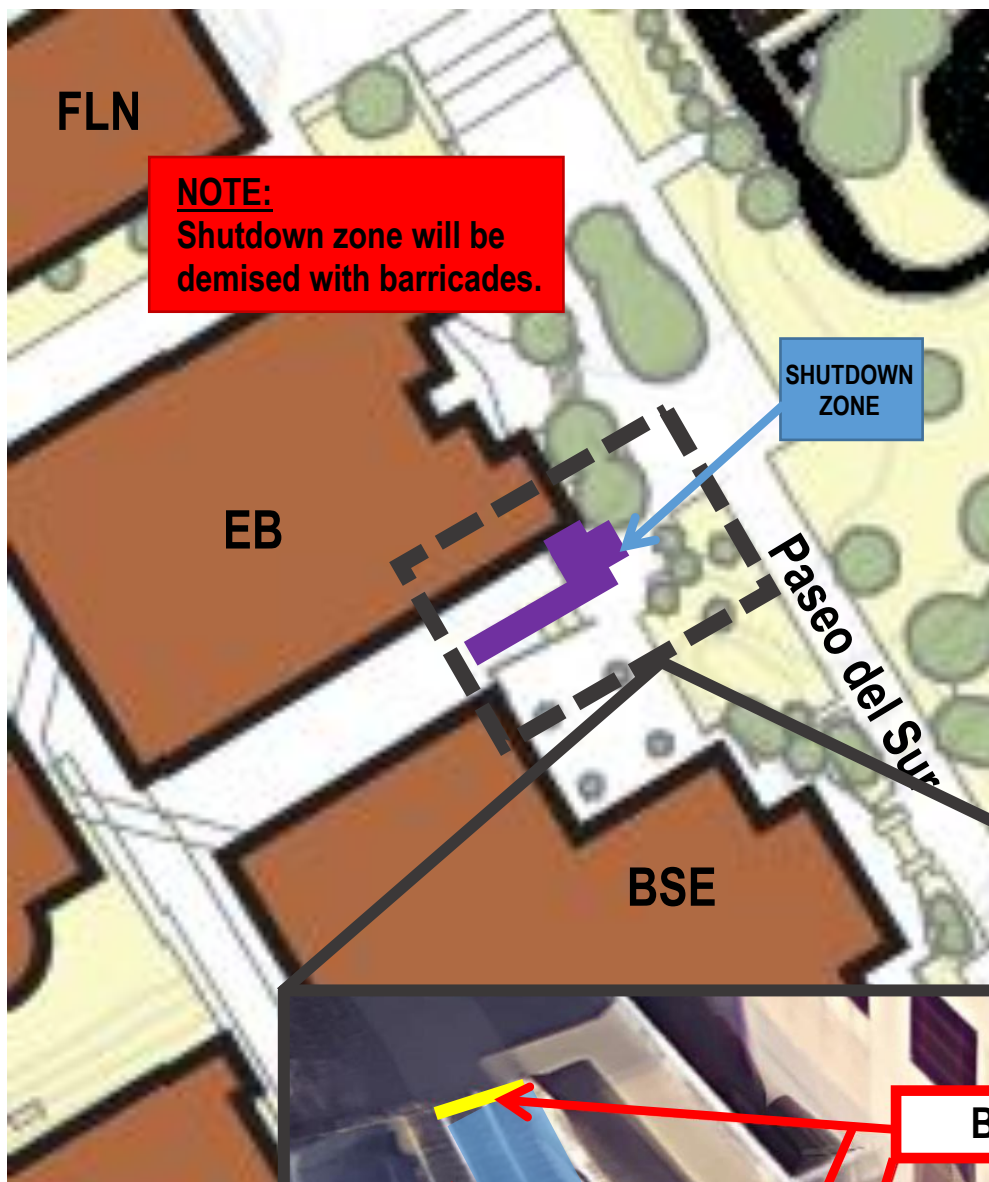 FLN
NOTE:
Shutdown zone will be
demised with barricades.
SHUTDOWN
ZONE
EB
Paseo del Sur
BSE
B